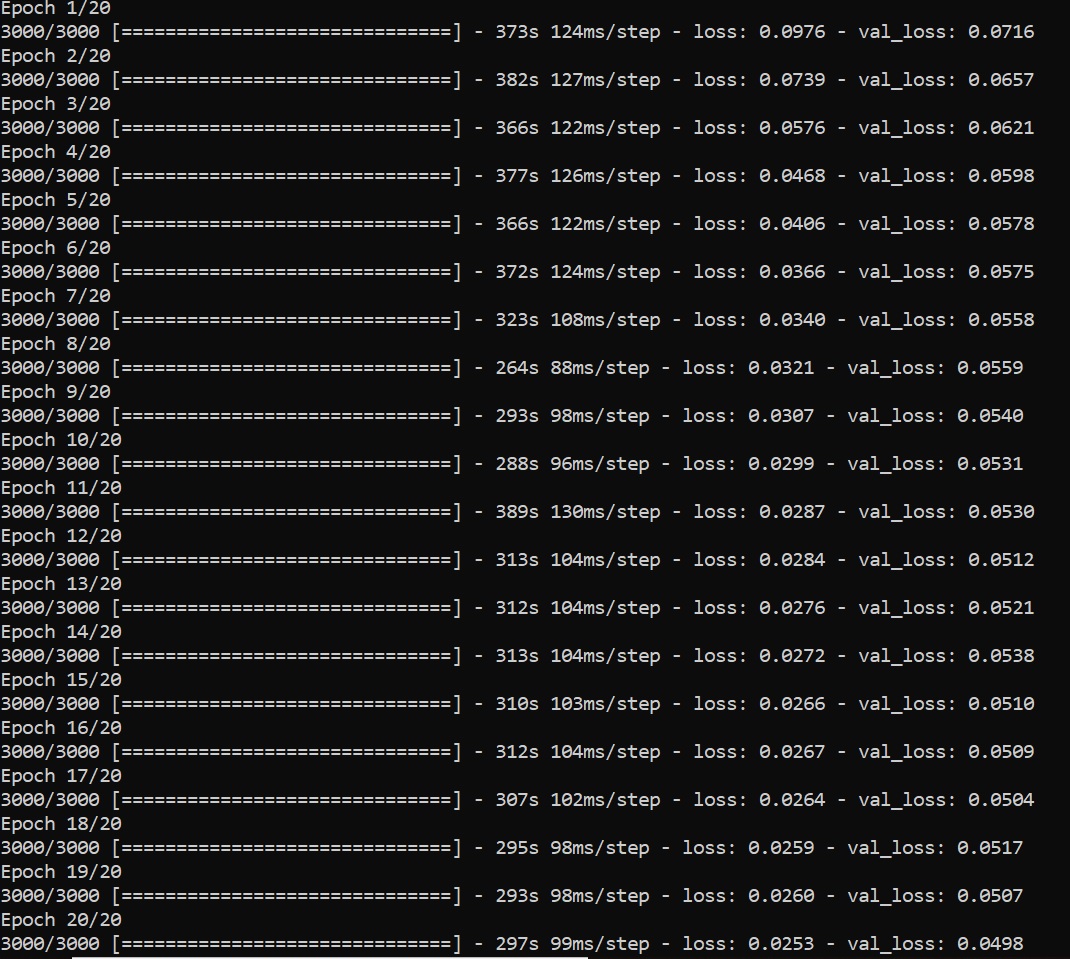 Epoch 1/20
3000/3000 [==============================] - 373s 124ms/step - loss: 0.0976 - val_loss: 0.0716
Epoch 2/20
3000/3000 [==============================] - 382s 127ms/step - loss: 0.0739 - val_loss: 0.0657
Epoch 3/20
3000/3000 [==============================] - 366s 122ms/step - loss: 0.0576 - val_loss: 0.0621
Epoch 4/20
3000/3000 [==============================] - 377s 126ms/step - loss: 0.0468 - val_loss: 0.0598
Epoch 5/20
3000/3000 [==============================] - 366s 122ms/step - loss: 0.0406 - val_loss: 0.0578
Epoch 6/20
3000/3000 [==============================] - 372s 124ms/step - loss: 0.0366 - val_loss: 0.0575
Epoch 7/20
3000/3000 [==============================] - 323s 108ms/step - loss: 0.0340 - val_loss: 0.0558
Epoch 8/20
3000/3000 [==============================] - 264s 88ms/step - loss: 0.0321 - val_loss: 0.0559
Epoch 9/20
3000/3000 [==============================] - 293s 98ms/step - loss: 0.0307 - val_loss: 0.0540
Epoch 10/20
3000/3000 [==============================] - 288s 96ms/step - loss: 0.0299 - val_loss: 0.0531
Epoch 11/20
3000/3000 [==============================] - 389s 130ms/step - loss: 0.0287 - val_loss: 0.0530
Epoch 12/20
3000/3000 [==============================] - 313s 104ms/step - loss: 0.0284 - val_loss: 0.0512
Epoch 13/20
3000/3000 [==============================] - 312s 104ms/step - loss: 0.0276 - val_loss: 0.0521
Epoch 14/20
3000/3000 [==============================] - 313s 104ms/step - loss: 0.0272 - val_loss: 0.0538
Epoch 15/20
3000/3000 [==============================] - 310s 103ms/step - loss: 0.0266 - val_loss: 0.0510
Epoch 16/20
3000/3000 [==============================] - 312s 104ms/step - loss: 0.0267 - val_loss: 0.0509
Epoch 17/20
3000/3000 [==============================] - 307s 102ms/step - loss: 0.0264 - val_loss: 0.0504
Epoch 18/20
3000/3000 [==============================] - 295s 98ms/step - loss: 0.0259 - val_loss: 0.0517
Epoch 19/20
3000/3000 [==============================] - 293s 98ms/step - loss: 0.0260 - val_loss: 0.0507
Epoch 20/20
3000/3000 [==============================] - 297s 99ms/step - loss: 0.0253 - val_loss: 0.0498